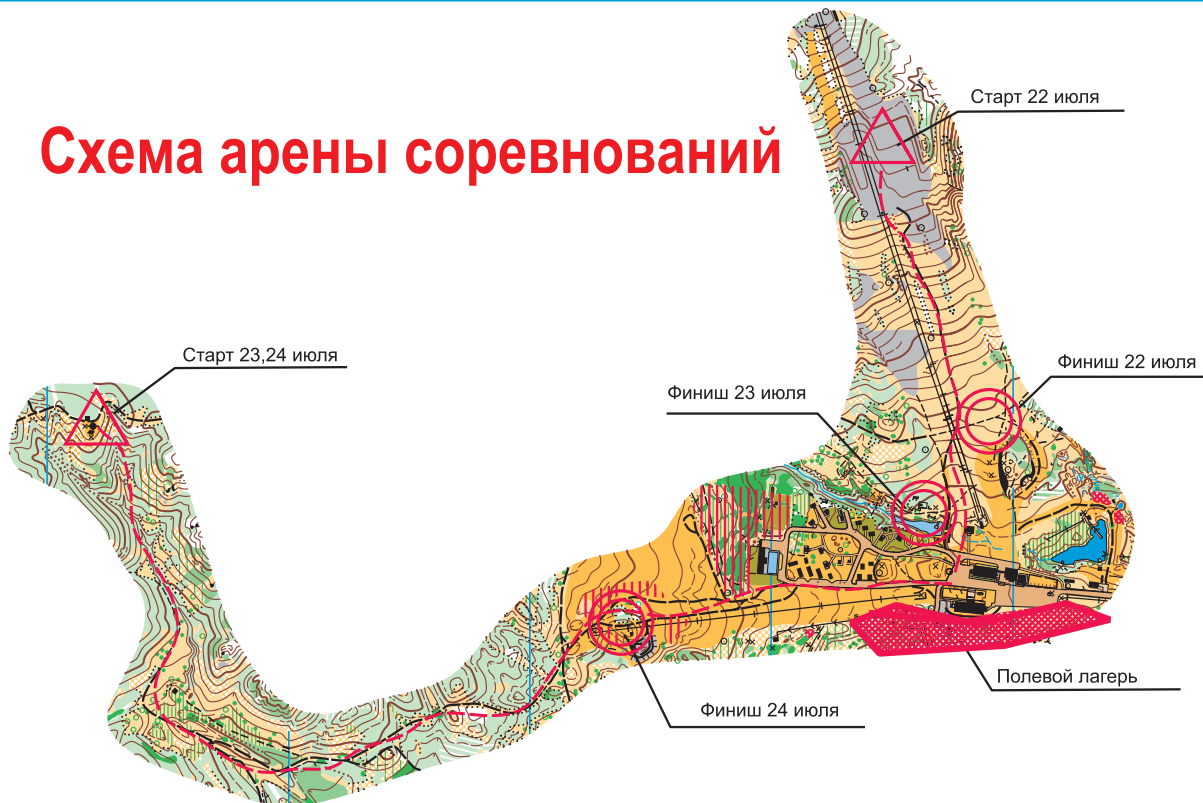 Схема арены соревнований
Старт 22 июля
Старт 23,24 июля
Финиш 22 июля
Финиш 23 июля
Полевой лагерь
Финиш 24 июля